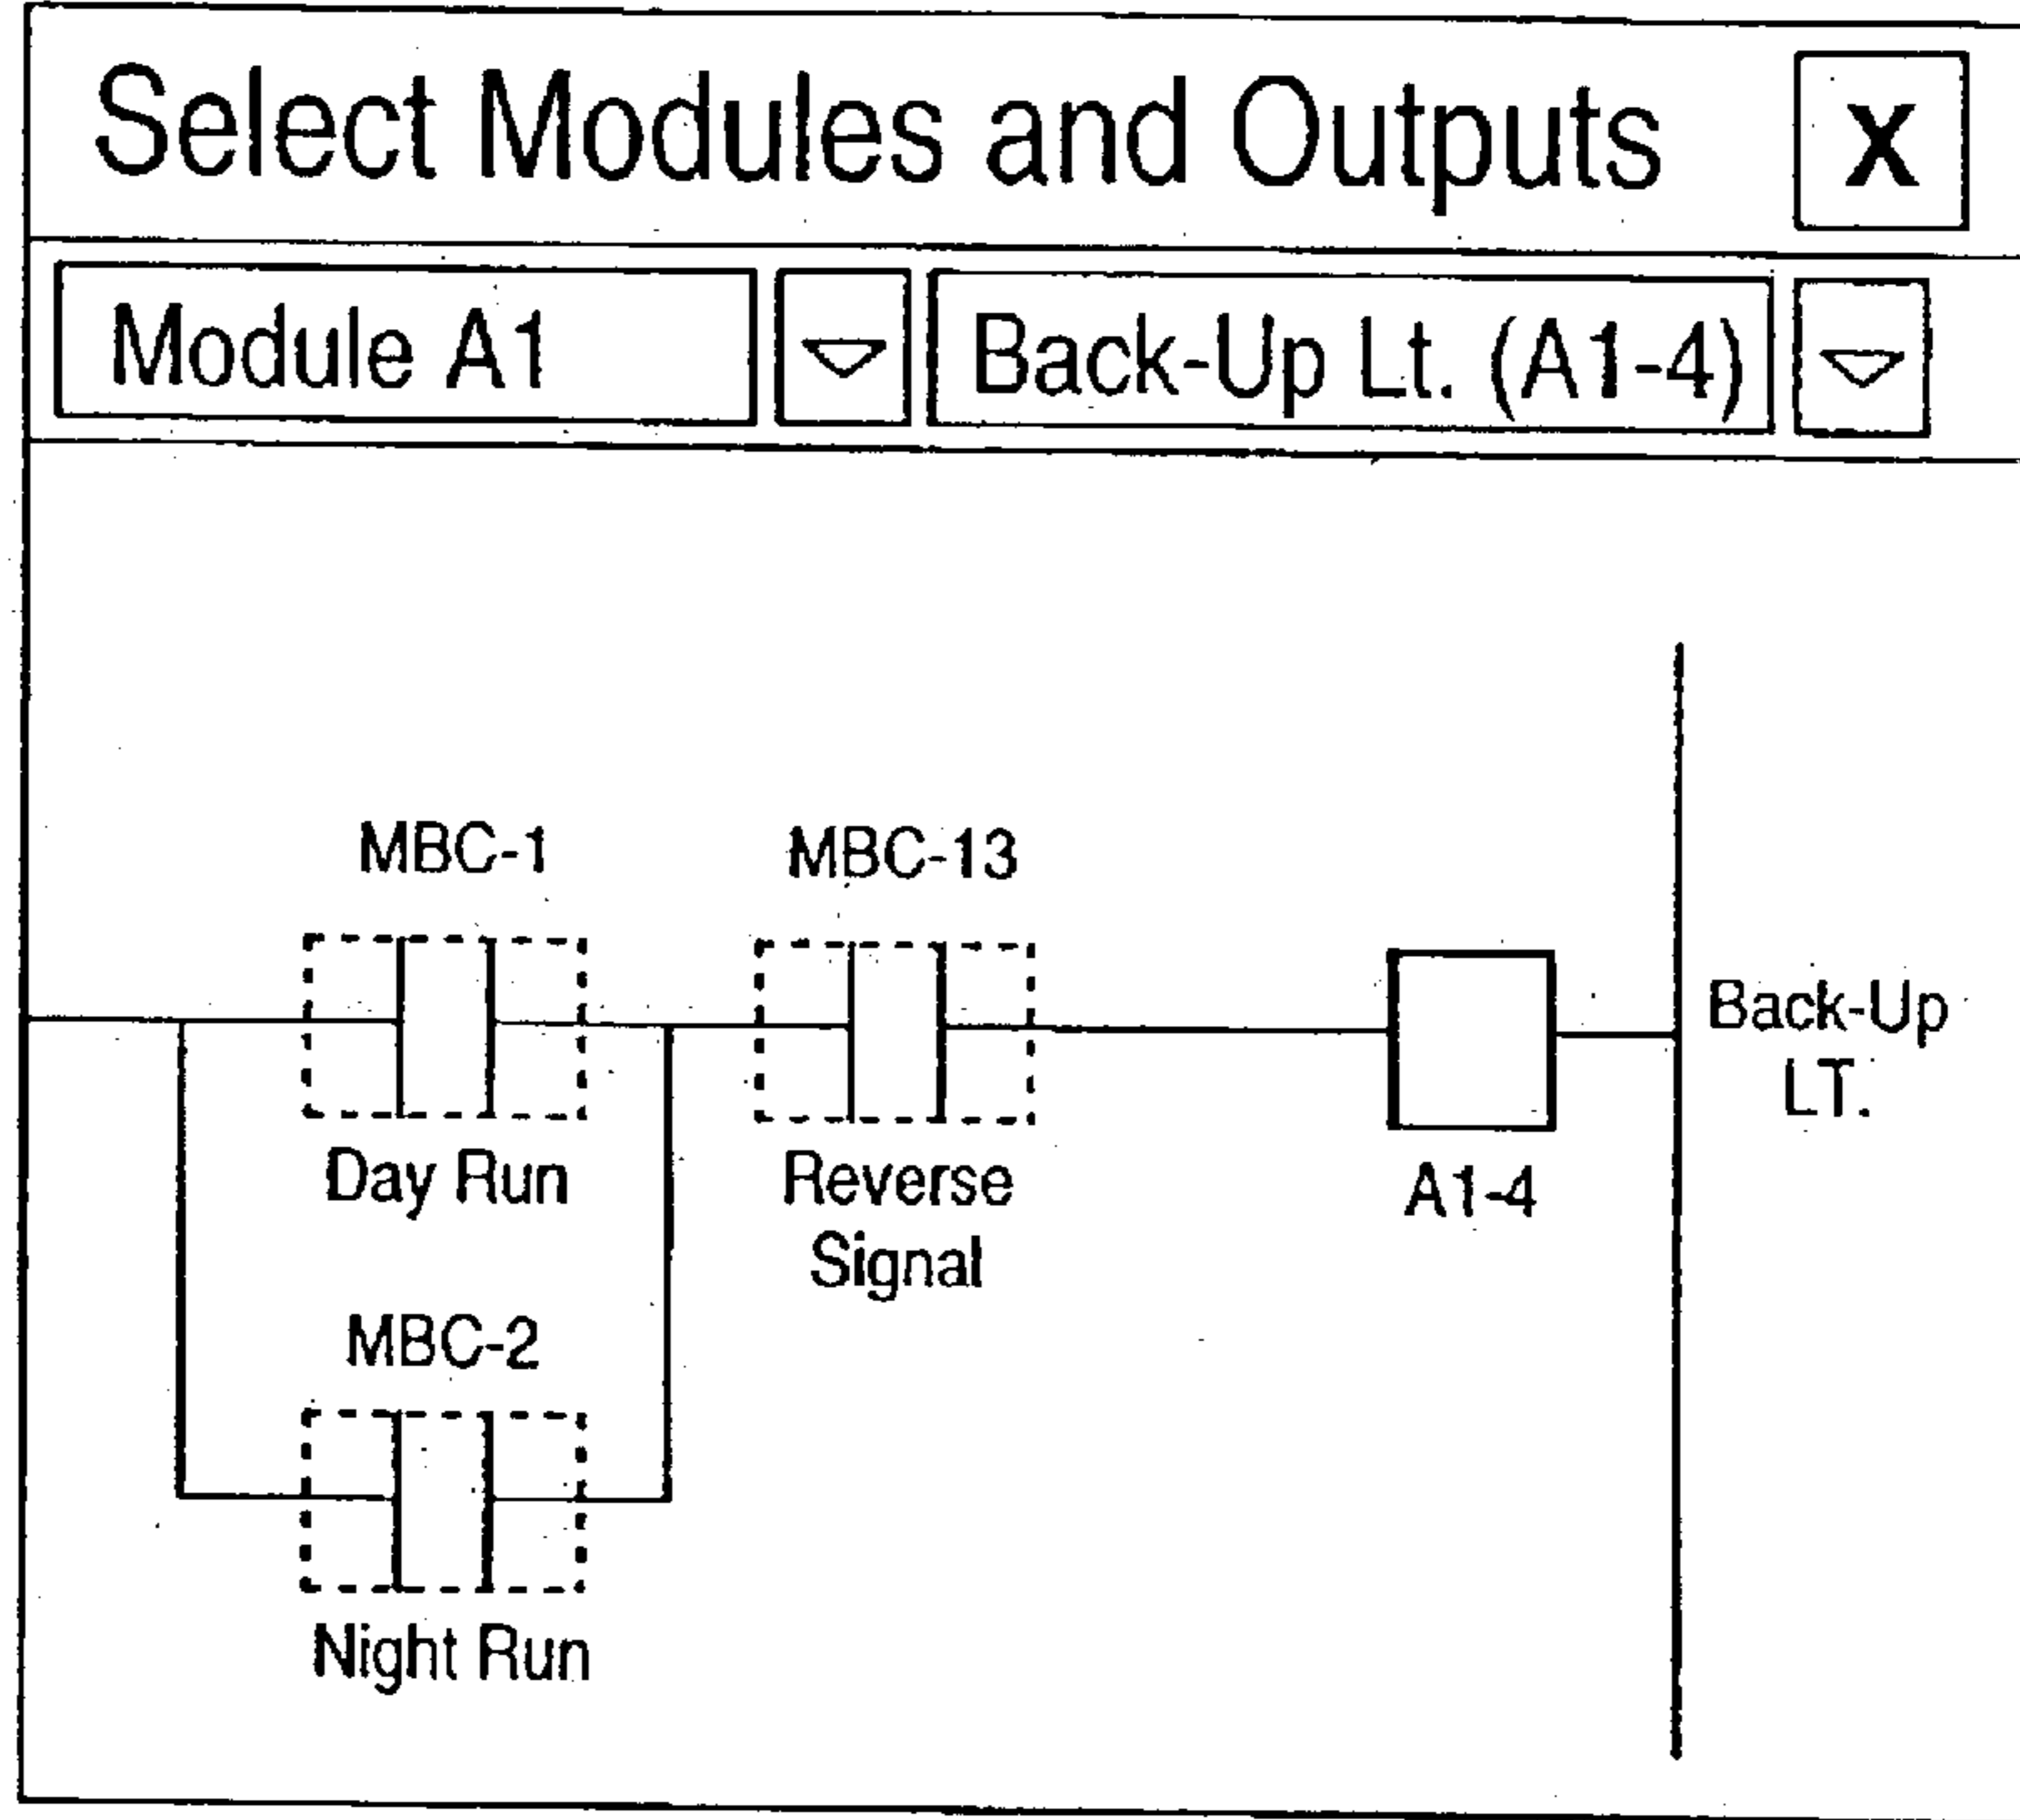 Select Modules and Outputs X
Module A1
Back-Up Lt. (A1-4)
MBC-1
MBC-13
Day Run
Reverse
Signal
A1-4
Back-Up
LT.
MBC-2
Night Run